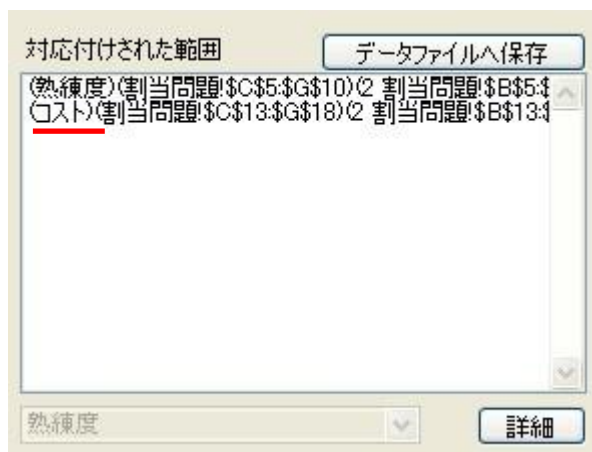 対応付けされた範囲
データファイルへ保存
(熟練度)(割当問題!$C$5:$G$10)(2 割当問題!$B$5:$
(コスト)(割当問題!$C$13:$G$18)(2 割当問題!$B$13:$
熟練度
詳細